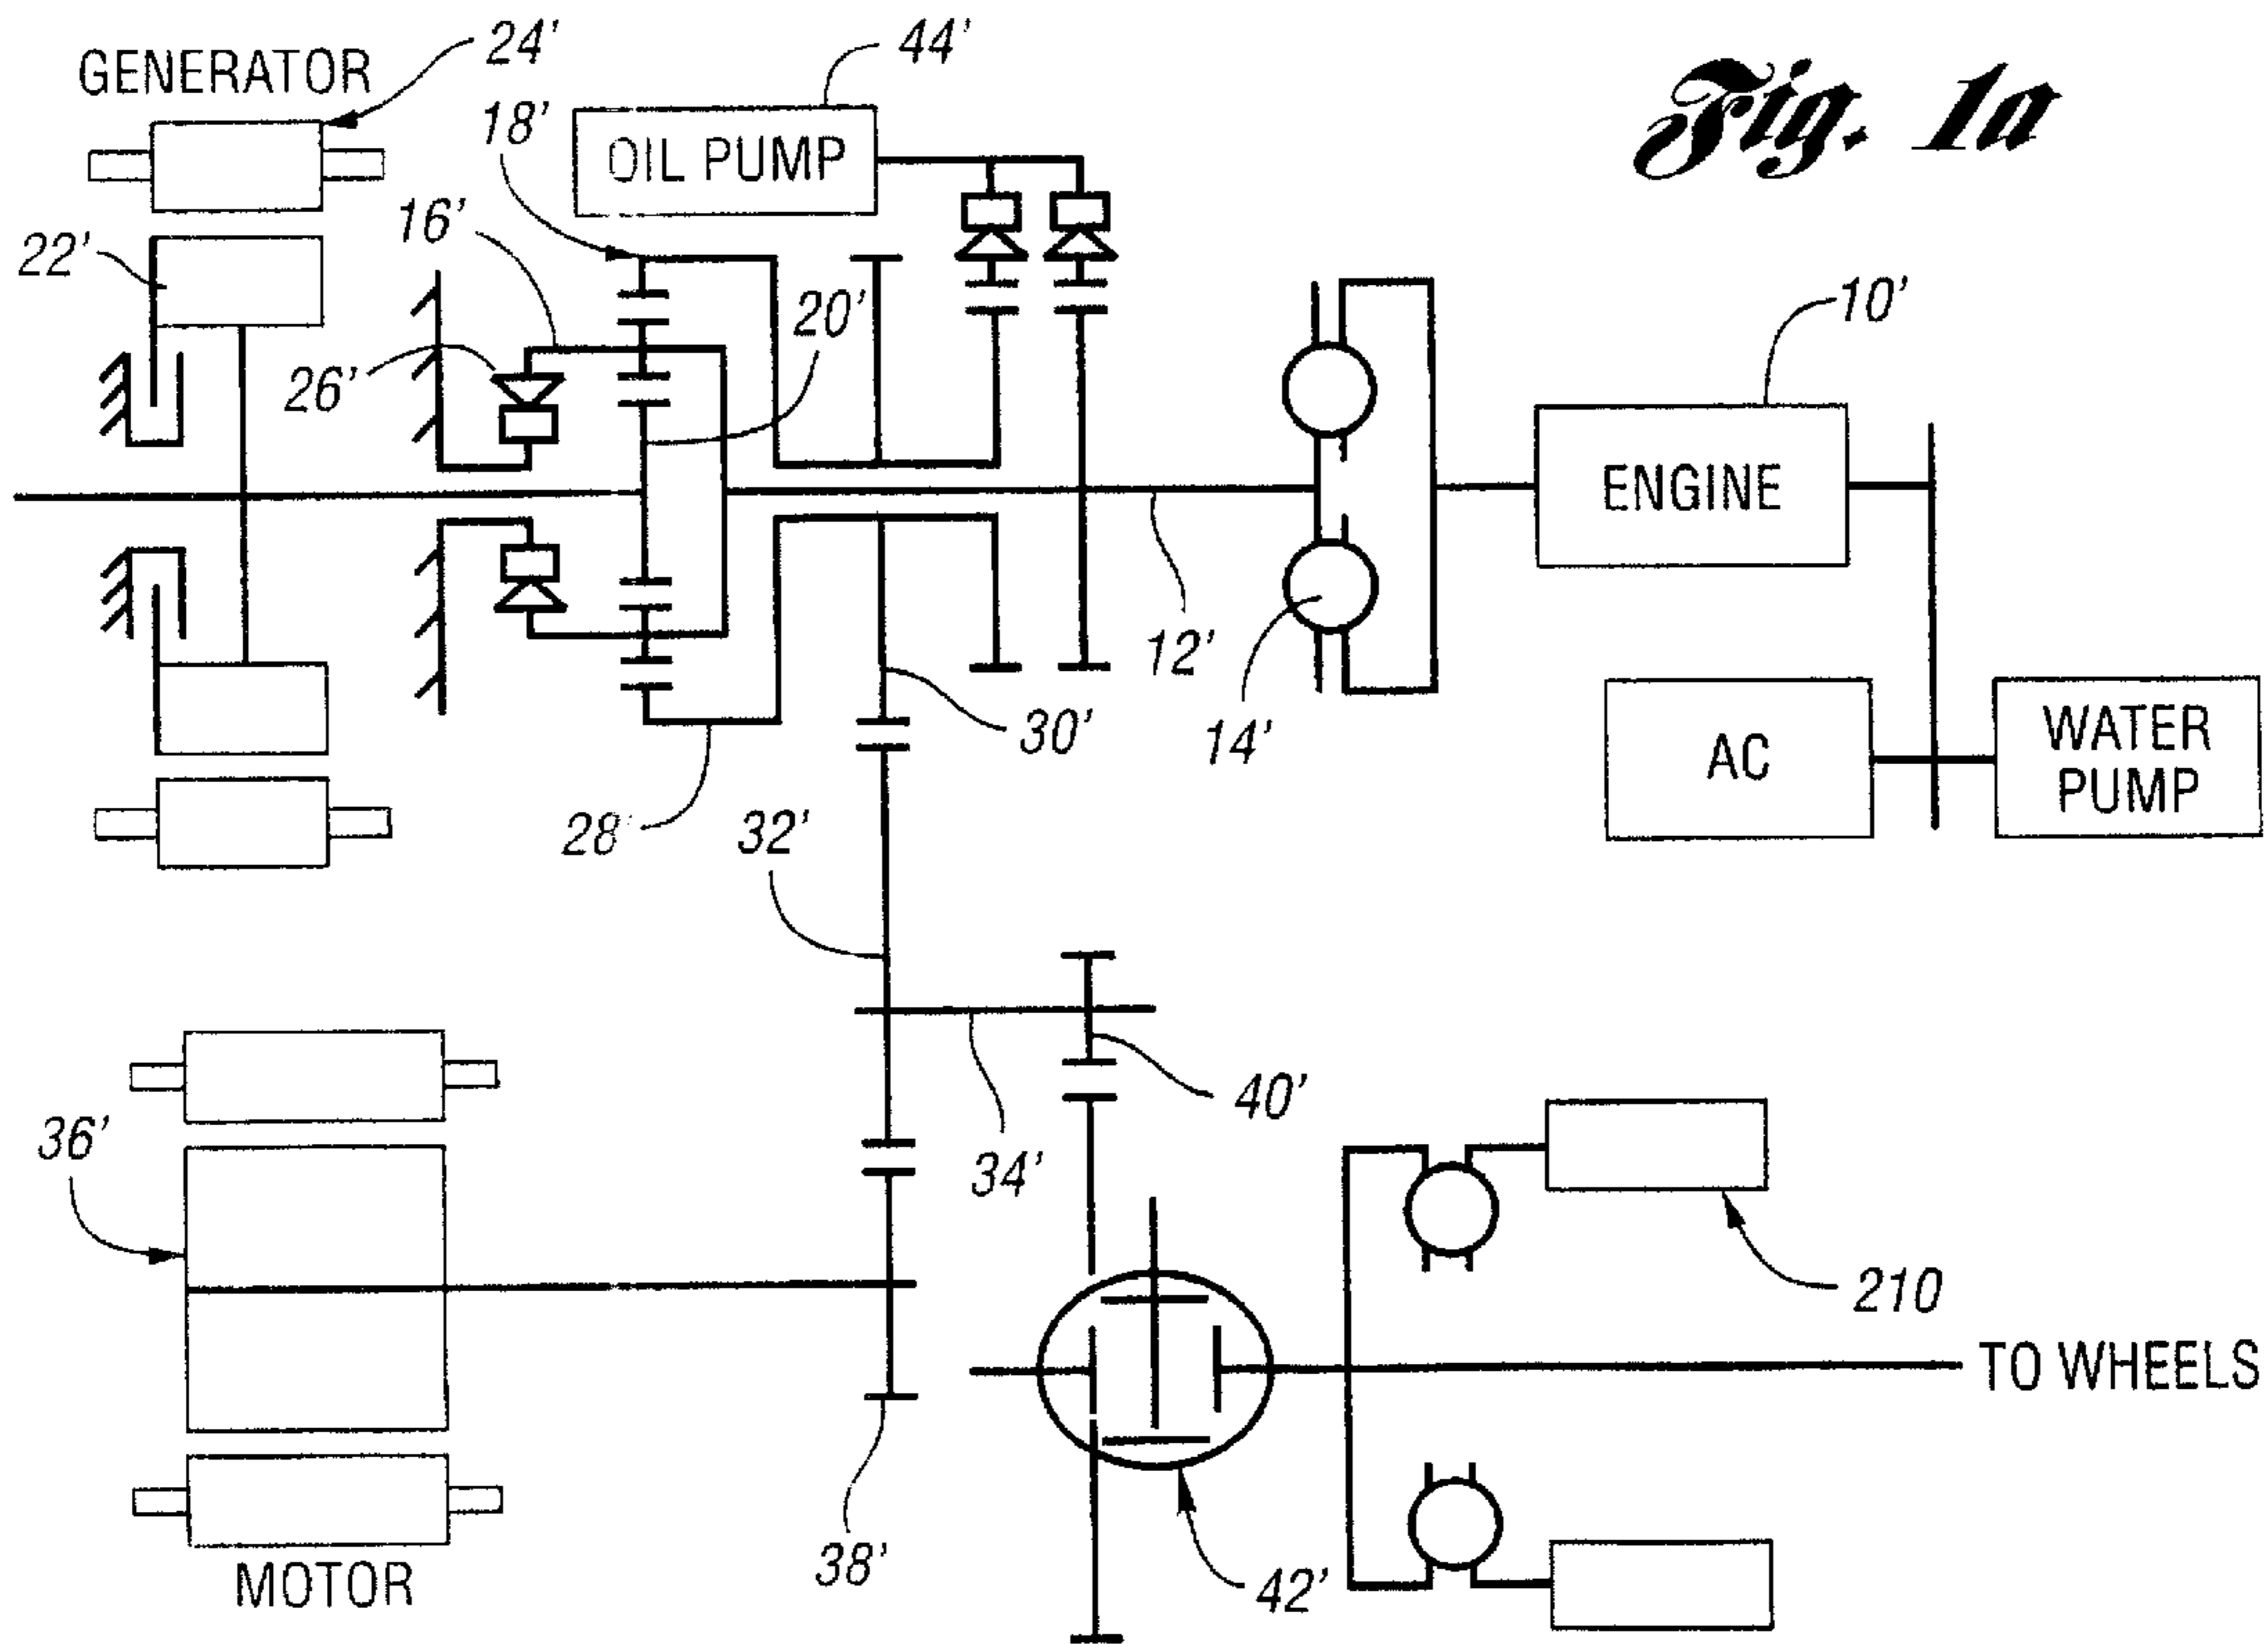 Fig. 1a
GENERATOR
24'
44'
18'
OIL PUMP
16'
22'
20'
10'
26'
ENGINE
12'
30'
14'
AC
WATER
PUMP
28'
32'
40'
36'
34'
210
TO WHEELS
38'
42'
MOTOR